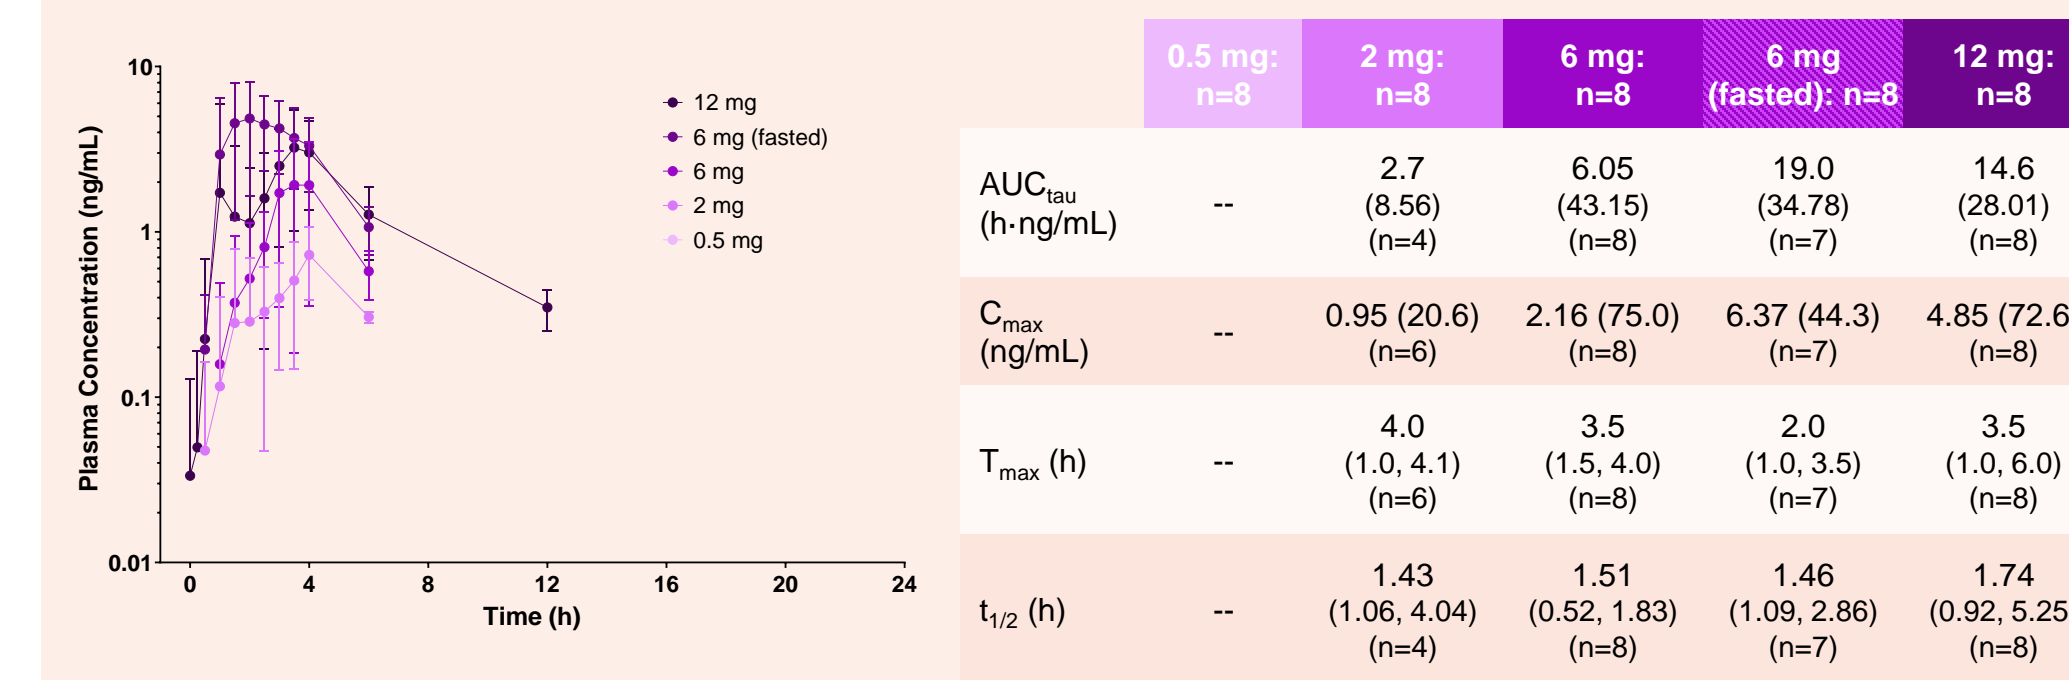 10
1
0.1
0.01
Plasma Concentration (ng/mL)
0 4 8 12 16 20 24
Time (h)
12 mg
6 mg (fasted)
6 mg
2 mg
0.5 mg
0.5 mg: 2 mg: 6 mg: 6 mg 12 mg:
n=8 n=8 n=8 (fasted): n=8 n=8
2.7 6.05 19.0 14.6
AUCtau (h·ng/mL) -- (8.56) (43.15) (34.78) (28.01)
(n=4) (n=8) (n=7) (n=8)
Cmax -- 0.95 (20.6) 2.16 (75.0) 6.37 (44.3) 4.85 (72.6
(ng/mL) (n=6) (n=8) (n=7) (n=8)
4.0 3.5 2.0 3.5
Tmax (h) -- (1.0, 4.1) (1.5, 4.0) (1.0, 3.5) (1.0, 6.0)
(n=6) (n=8) (n=7) (n=8)
1.43 1.51 1.46 1.74
t1/2 (h) -- (1.06, 4.04) (0.52, 1.83) (1.09, 2.86) (0.92, 5.25
(n=4) (n=8) (n=7) (n=8)